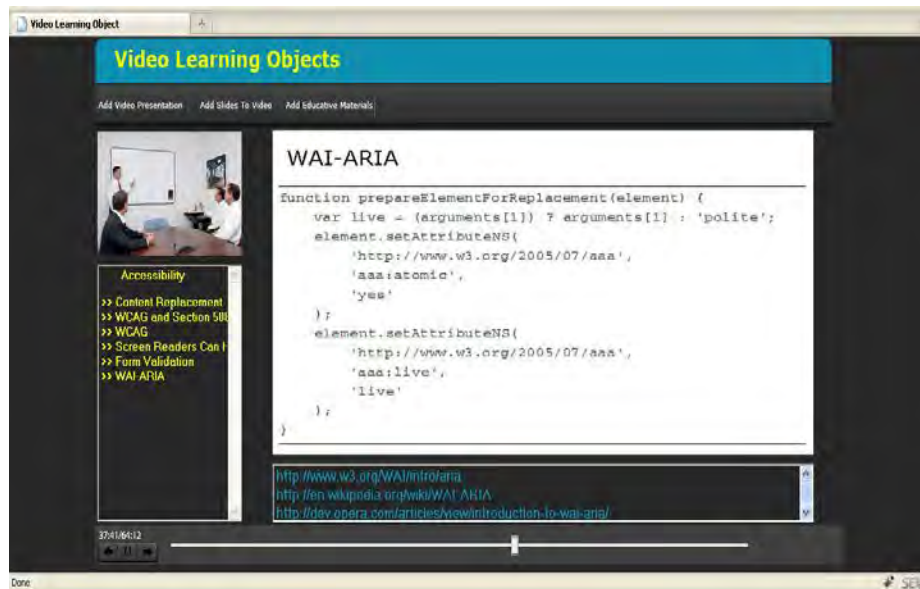 Video Learning Object
Video Learning Objects
Add Video Presentation Add Slides To Video Add Educative Materials
Accessibility
>> Content Replacement
>> WCAG and Section 508
>> WCAG
>> Screen Readers Can H
>> Form Validation
>> WAI-ARIA
WAI-ARIA
function prepareElementForReplacement(element) {
var live = (arguments[1]) ? arguments[1] : 'polite';
element.setAttributeNS(
'http://www.w3.org/2005/07/aaa',
'aaa:atomic',
'yes'
);
element.setAttributeNS(
'http://www.w3.org/2005/07/aaa',
'aaa:live',
'live'
);
}
http://www.w3.org/WAI/intro/aria
http://en.wikipedia.org/wiki/WAI-ARIA
http://dev.opera.com/articles/view/introduction-to-wai-aria/
37:41/64:12
Done